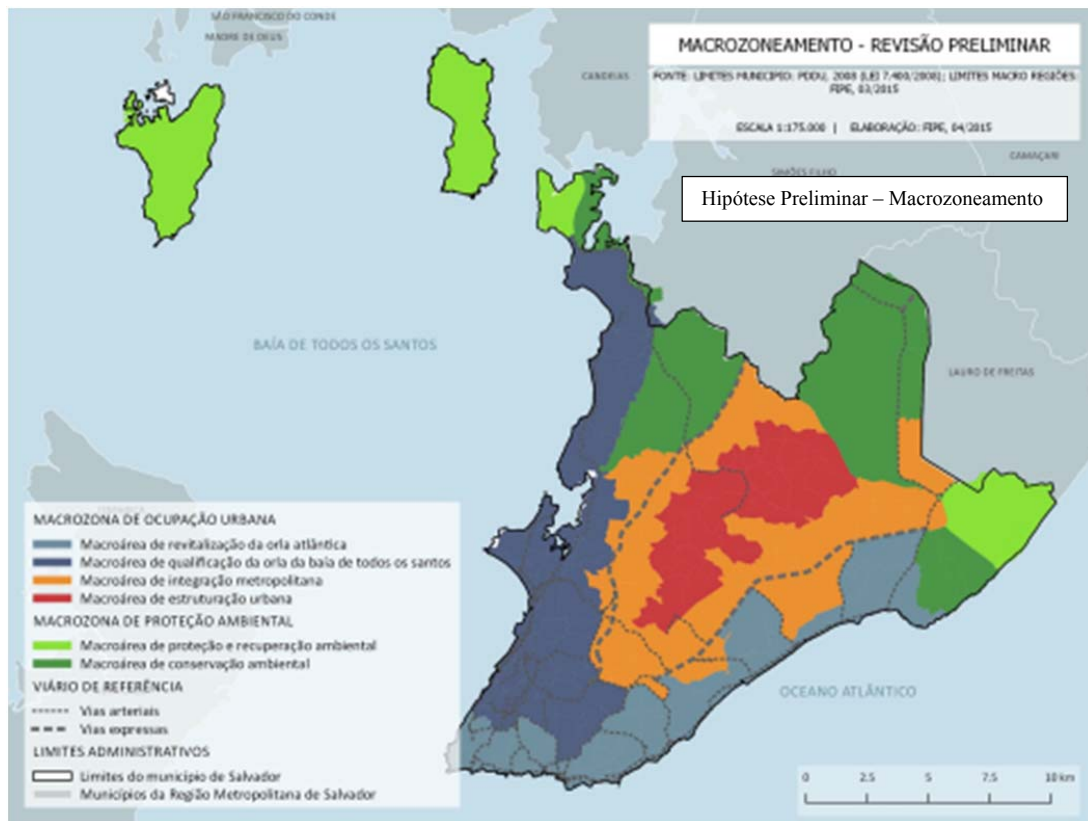 SÃO FRANCISCO DO CONDE
MADRE DE DEUS
CANDEIAS
MACROZONEAMENTO - REVISÃO PRELIMINAR
FONTE: LIMITES MUNICIPIO: PDDU, 2008 (LEI 7.400/2008); LIMITES MACRO REGIÕES:
FIPE, 03/2015
ESCALA 1:175.000 | ELABORAÇÃO: FIPE, 04/2015
CAMAÇARI
SIMÕES FILHO
Hipótese Preliminar – Macrozoneamento
BAÍA DE TODOS OS SANTOS
LAURO DE FREITAS
MACROZONA DE OCUPAÇÃO URBANA
Macroárea de revitalização da orla atlântica
Macroárea de qualificação da orla da baia de todos os santos
Macroárea de integração metropolitana
Macroárea de estruturação urbana
MACROZONA DE PROTEÇÃO AMBIENTAL
Macroárea de proteção e recuperação ambiental
Macroárea de conservação ambiental
VIÁRIO DE REFERÊNCIA
Vias arteriais
Vias expressas
LIMITES ADMINISTRATIVOS
Limites do município de Salvador
Municípios da Região Metropolitana de Salvador
OCEANO ATLÂNTICO
0 2.5 5 7.5 10 km